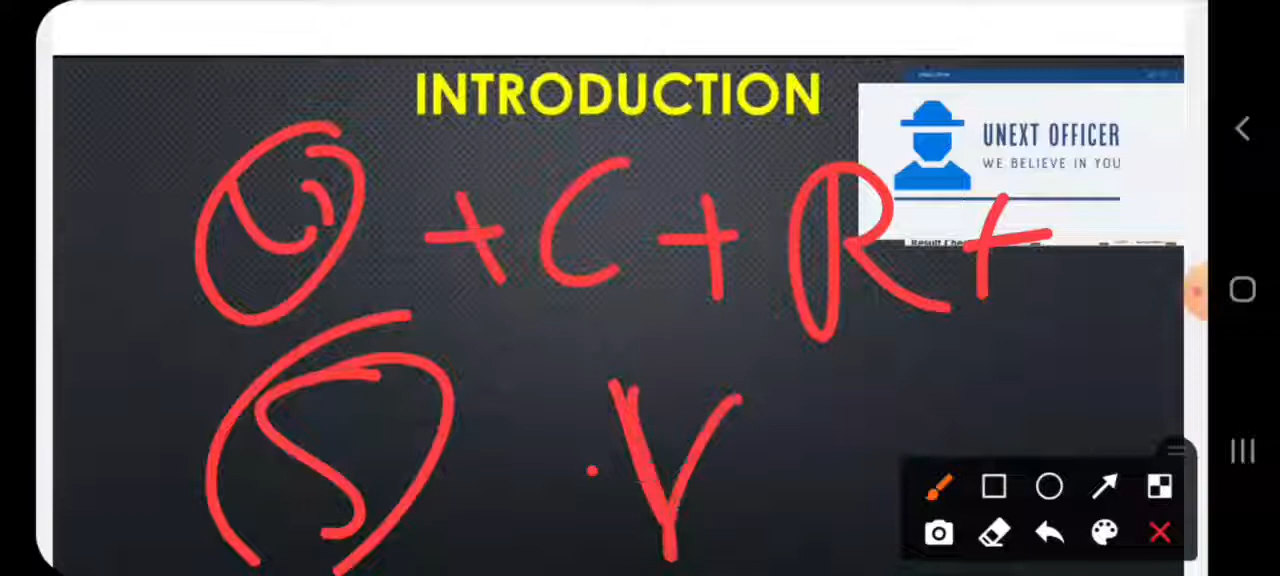 INTRODUCTION
UNEXT OFFICER
WE BELIEVE IN YOU
+ C + R +
S V